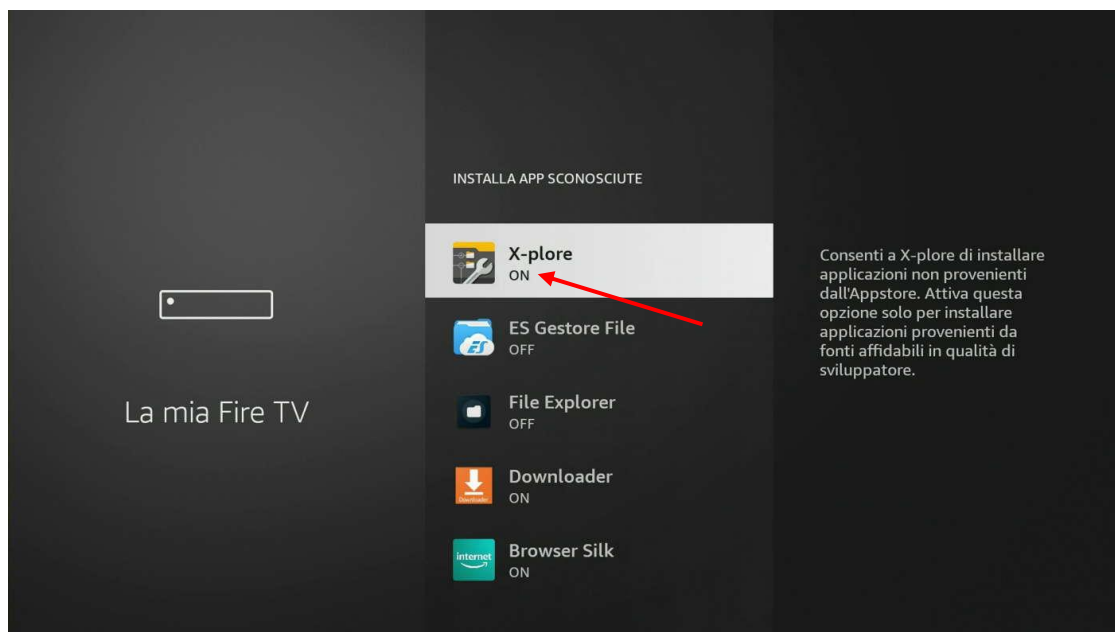 INSTALLA APP SCONOSCIUTE
X-plore
ON
ES Gestore File
OFF
File Explorer
OFF
Downloader
Downloader
ON
internet
Browser Silk
ON
La mia Fire TV
Consenti a X-plore di installare
applicazioni non provenienti
dall'Appstore. Attiva questa
opzione solo per installare
applicazioni provenienti da
fonti affidabili in qualità di
sviluppatore.